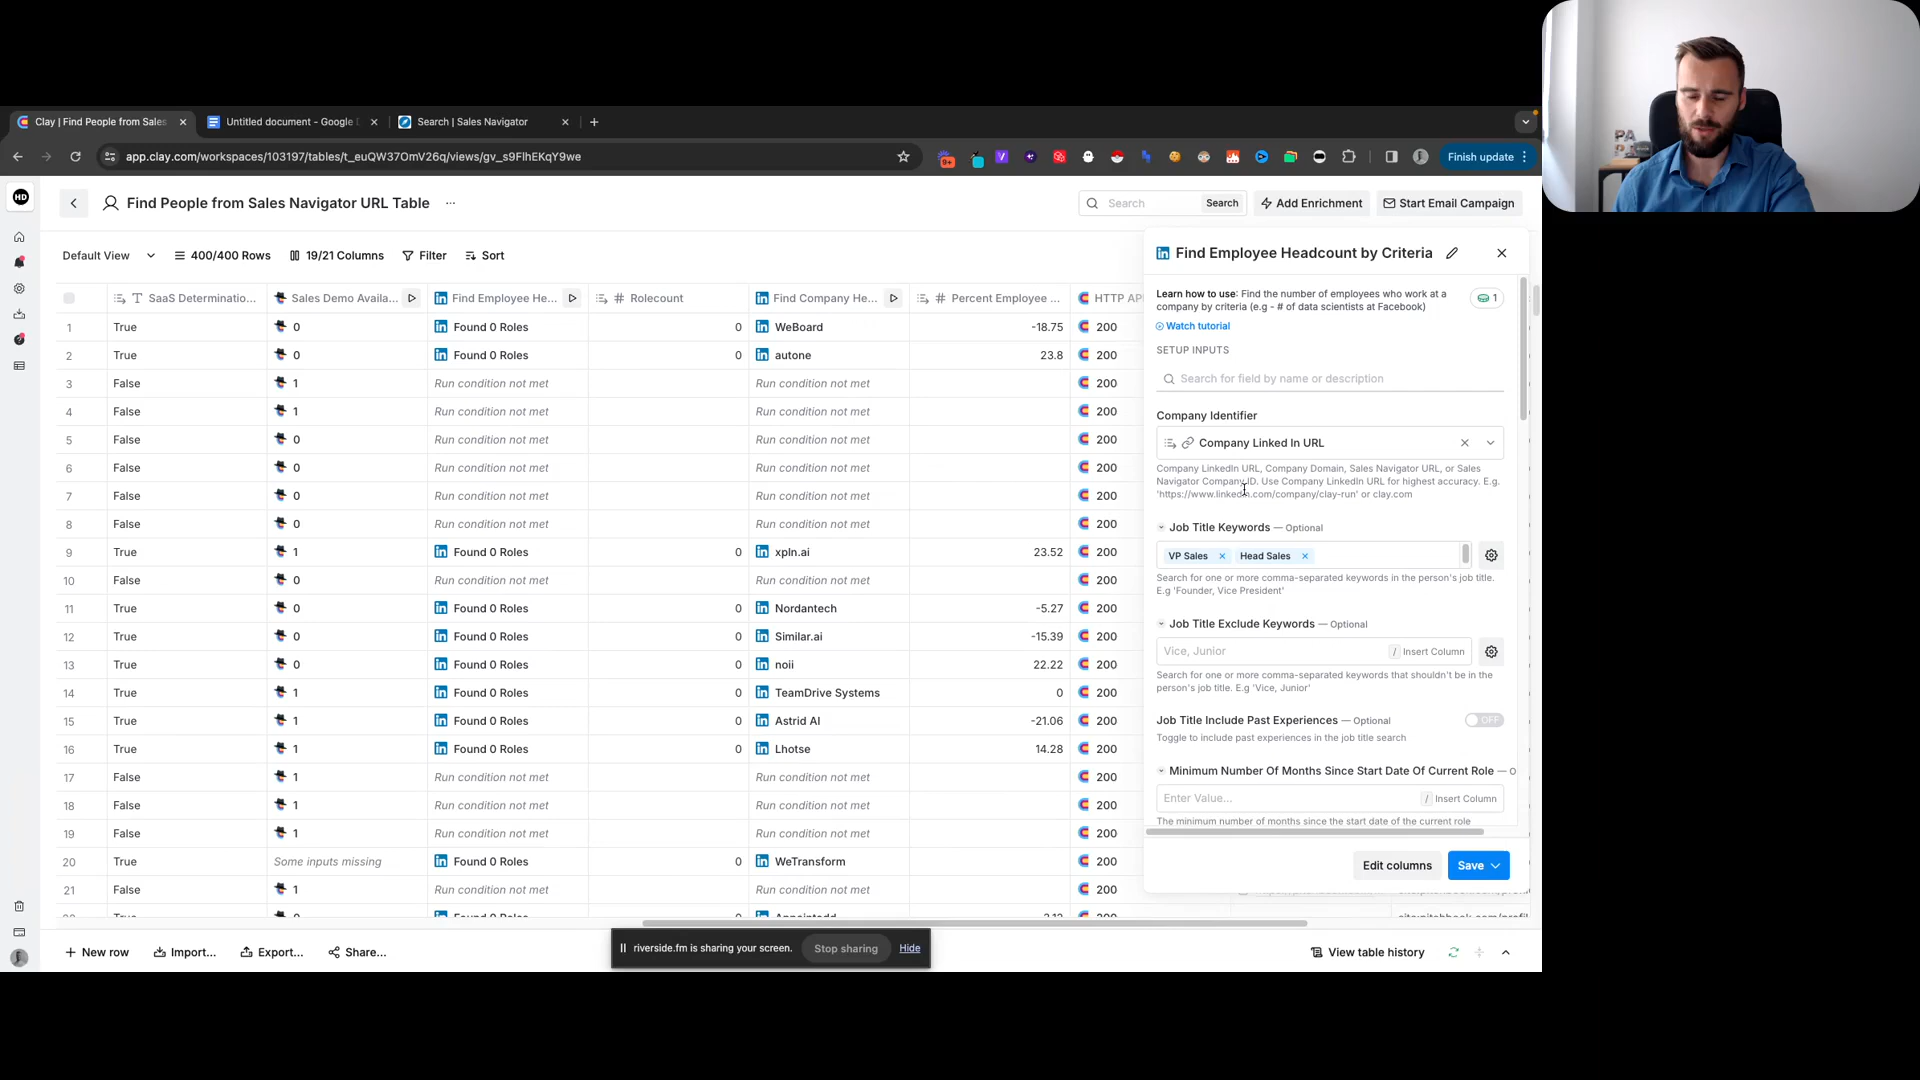 Clay | Find People from Sales
Untitled document - Google D
Search | Sales Navigator
app.clay.com/workspaces/103197/tables/t_euQW37OmV26q/views/gv_s9FlhEKqY9we
9+
Finish update
HD
Find People from Sales Navigator URL Table
Search
Search
Add Enrichment
Start Email Campaign
Default View
400/400 Rows
19/21 Columns
Filter
Sort
SaaS Determinatio...
Sales Demo Availa...
Find Employee He...
# Rolecount
Find Company He...
# Percent Employee ...
HTTP API
1 True 0 Found 0 Roles 0 WeBoard -18.75 200
2 True 0 Found 0 Roles 0 autone 23.8 200
3 False 1 Run condition not met Run condition not met 200
4 False 1 Run condition not met Run condition not met 200
5 False 0 Run condition not met Run condition not met 200
6 False 0 Run condition not met Run condition not met 200
7 False 0 Run condition not met Run condition not met 200
8 False 0 Run condition not met Run condition not met 200
9 True 1 Found 0 Roles 0 xpln.ai 23.52 200
10 False 0 Run condition not met Run condition not met 200
11 True 0 Found 0 Roles 0 Nordantech -5.27 200
12 True 0 Found 0 Roles 0 Similar.ai -15.39 200
13 True 0 Found 0 Roles 0 noii 22.22 200
14 True 1 Found 0 Roles 0 TeamDrive Systems 0 200
15 True 1 Found 0 Roles 0 Astrid AI -21.06 200
16 True 1 Found 0 Roles 0 Lhotse 14.28 200
17 False 1 Run condition not met Run condition not met 200
18 False 1 Run condition not met Run condition not met 200
19 False 1 Run condition not met Run condition not met 200
20 True Some inputs missing Found 0 Roles 0 WeTransform 200
21 False 1 Run condition not met Run condition not met 200
Find Employee Headcount by Criteria
Learn how to use: Find the number of employees who work at a
company by criteria (e.g - # of data scientists at Facebook)
1
Watch tutorial
SETUP INPUTS
Search for field by name or description
Company Identifier
Company Linked In URL
Company LinkedIn URL, Company Domain, Sales Navigator URL, or Sales
Navigator Company ID. Use Company LinkedIn URL for highest accuracy. E.g.
'https://www.linkedin.com/company/clay-run' or clay.com
Job Title Keywords — Optional
VP Sales
Head Sales
Search for one or more comma-separated keywords in the person's job title.
E.g 'Founder, Vice President'
Job Title Exclude Keywords — Optional
Vice, Junior
/ Insert Column
Search for one or more comma-separated keywords that shouldn't be in the
person's job title. E.g 'Vice, Junior'
Job Title Include Past Experiences — Optional
OFF
Toggle to include past experiences in the job title search
Minimum Number Of Months Since Start Date Of Current Role — O
Enter Value...
/ Insert Column
The minimum number of months since the start date of the current role
Edit columns
Save
New row
Import...
Export...
Share...
riverside.fm is sharing your screen.
Stop sharing
Hide
View table history